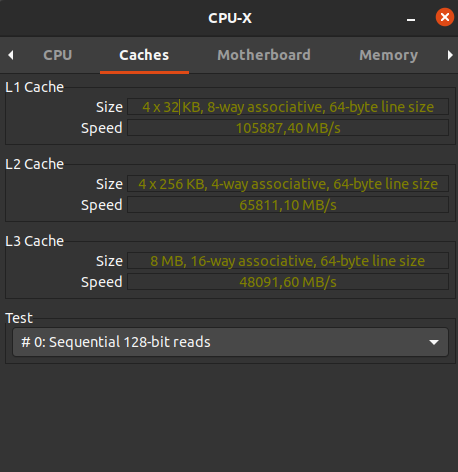 CPU-X
CPU Caches Motherboard Memory
L1 Cache
Size 4 x 32 KB, 8-way associative, 64-byte line size
Speed 105887,40 MB/s
L2 Cache
Size 4 x 256 KB, 4-way associative, 64-byte line size
Speed 65811,10 MB/s
L3 Cache
Size 8 MB, 16-way associative, 64-byte line size
Speed 48091,60 MB/s
Test
# 0: Sequential 128-bit reads